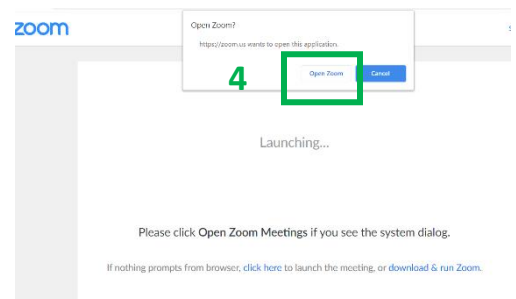 zoom
Open Zoom?
https://zoom.us wants to open this application.
4
Open Zoom Cancel
Launching...
Please click Open Zoom Meetings if you see the system dialog.
If nothing prompts from browser, click here to launch the meeting, or download & run Zoom.